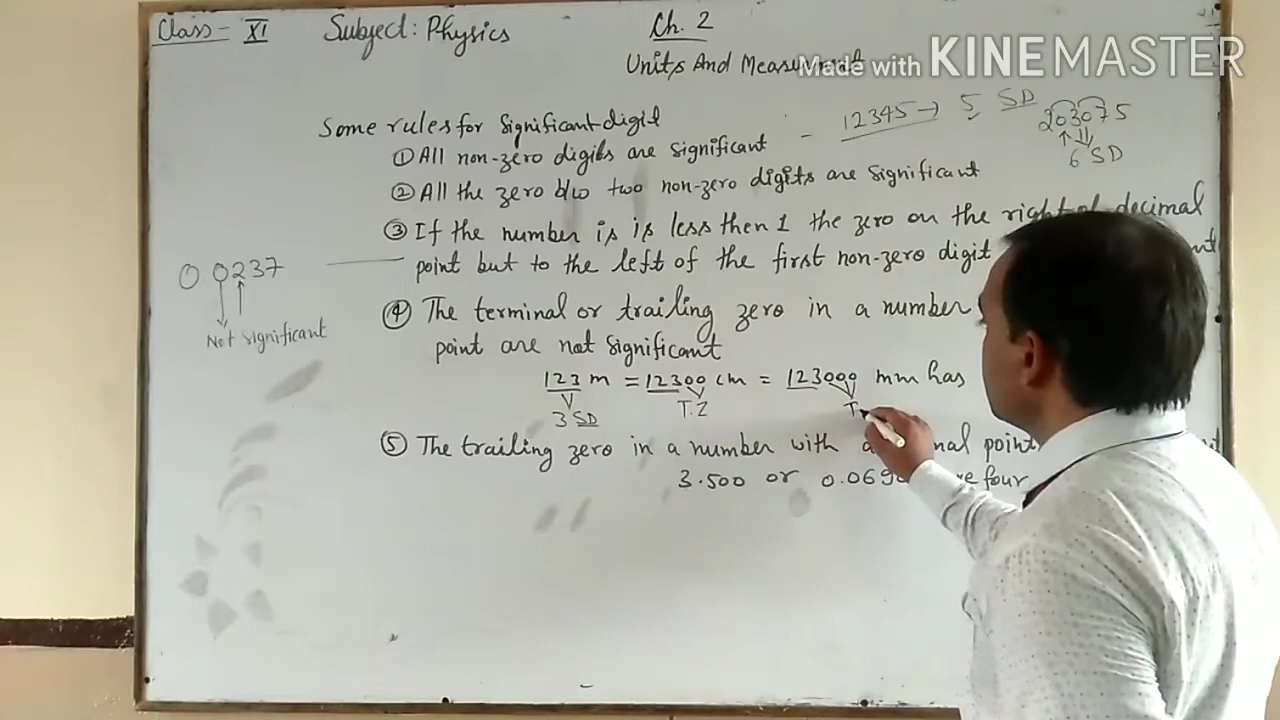 Class - XI Subject: Physics Ch. 2
Units And Measurment
Made with KINEMASTER
Some rules for significant digit
① All non-zero digits are significant - 12345 → 5 SD
203075
6 SD
② All the zero b/w two non-zero digits are significant
③ If the number is is less then 1 the zero on the right of decimal
point but to the left of the first non-zero digit
0 0237
Not significant
④ The terminal or trailing zero in a number
point are not significant
123 m = 12300 cm = 123000 mm has
3 SD T.Z T.
⑤ The trailing zero in a number with
3.500 or four